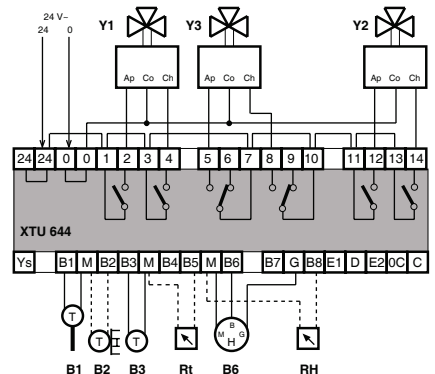 24 V~
24 0
Y1 Y3 Y2
Ap Co Ch Ap Co Ch Ap Co Ch
24 24 0 0 1 2 3 4 5 6 7 8 9 10 11 12 13 14
XTU 644
Ys B1 M B2 B3 M B4 B5 M B6 B7 G B8 E1 D E2 0C C
T T T M B G H
B1 B2 B3 Rt B6 RH